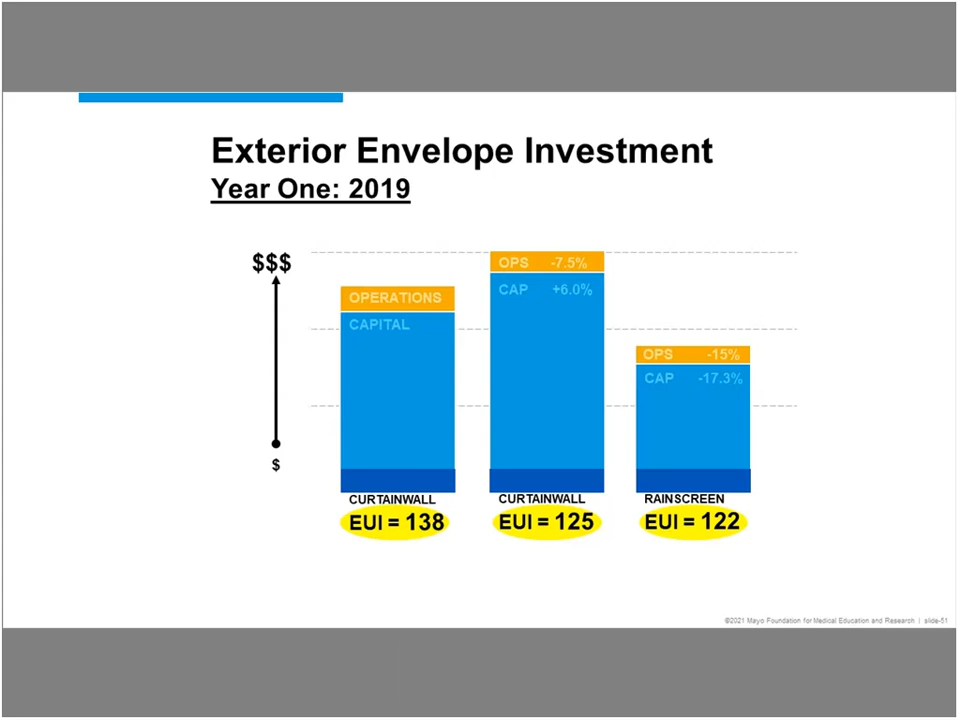 Exterior Envelope Investment
Year One: 2019
$$$
$
OPERATIONS
CAPITAL
CURTAINWALL
EUI = 138
OPS -7.5%
CAP +6.0%
CURTAINWALL
EUI = 125
OPS -15%
CAP -17.3%
RAINSCREEN
EUI = 122
©2021 Mayo Foundation for Medical Education and Research | slide-51